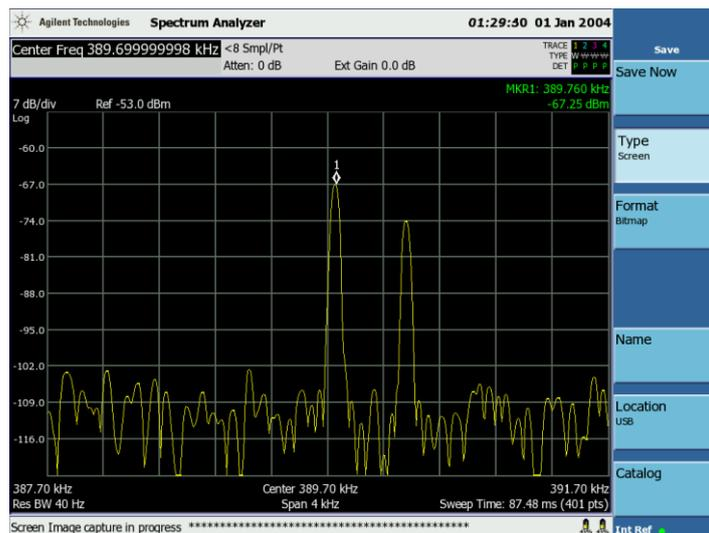 Agilent Technologies Spectrum Analyzer 01:29:30 01 Jan 2004
Center Freq 389.699999998 kHz <8 Smpl/Pt
Atten: 0 dB Ext Gain 0.0 dB
TRACE 1 2 3 4
TYPE W W W W
DET P P P P
MKR1: 389.760 kHz
-67.25 dBm
7 dB/div Ref -53.0 dBm
Log
1
-60.0
-67.0
-74.0
-81.0
-88.0
-95.0
-102.0
-109.0
-116.0
387.70 kHz Center 389.70 kHz 391.70 kHz
Res BW 40 Hz Span 4 kHz Sweep Time: 87.48 ms (401 pts)
Screen Image capture in progress ********************************************
Save
Save Now
Type
Screen
Format
Bitmap
Name
Location
USB
Catalog
Int Ref